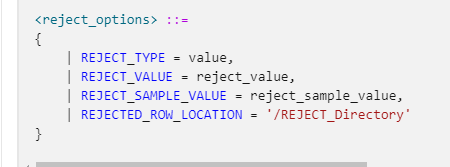 <reject_options> ::=
{
| REJECT_TYPE = value,
| REJECT_VALUE = reject_value,
| REJECT_SAMPLE_VALUE = reject_sample_value,
| REJECTED_ROW_LOCATION = '/REJECT_Directory'
}